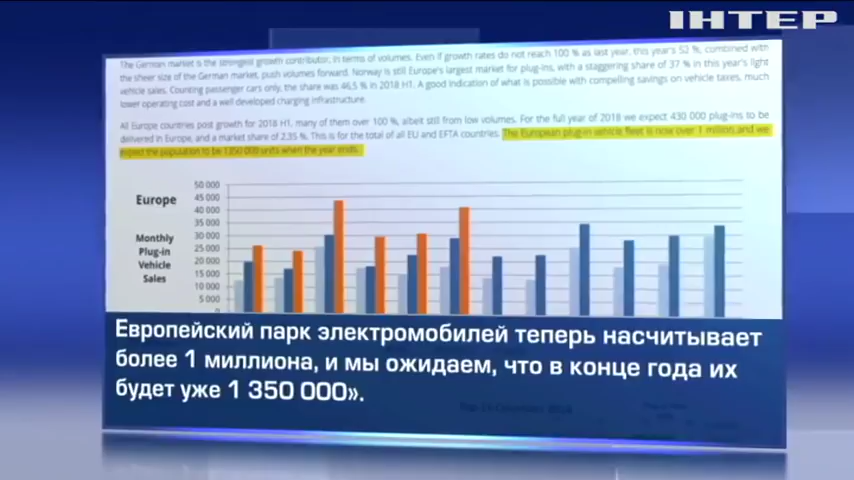 ІНТЕР
The German market is the strongest growth contributor, in terms of volumes. Even if growth rates do not reach 100 % as last year, this year's 52 %, combined with
the sheer size of the German market, push volumes forward. Norway is still Europe's largest market for plug-ins, with a staggering share of 37 % in this year's light
vehicle sales. Counting passenger cars only, the share was 46,5 % in 2018 H1. A good indication of what is possible with compelling savings on vehicle taxes, much
lower operating cost and a well developed charging infrastructure.
All Europe countries post growth for 2018 H1, many of them over 100 %, albeit still from low volumes. For the full year of 2018 we expect 430 000 plug-ins to be
delivered in Europe, and a market share of 2,35 %. This is for the total of all EU and EFTA countries. The European plug-in vehicle fleet is now over 1 million and we
expect the population to be 1350 000 units when the year ends.
Europe
Monthly
Plug-in
Vehicle
Sales
50 000
45 000
40 000
35 000
30 000
25 000
20 000
15 000
10 000
5 000
0
Европейский парк электромобилей теперь насчитывает
более 1 миллиона, и мы ожидаем, что в конце года их
будет уже 1 350 000».